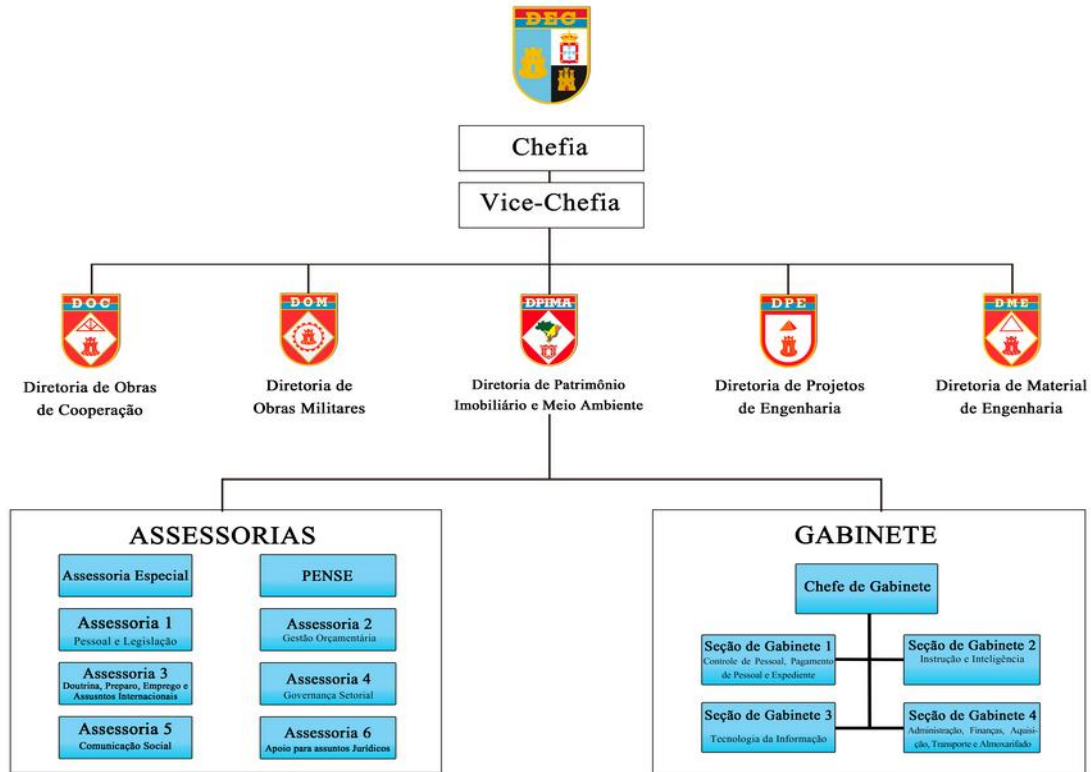 DEC
Chefia
Vice-Chefia
DOC
DOM
DPIMA
DPE
DME
Diretoria de Obras
de Cooperação
Diretoria de
Obras Militares
Diretoria de Patrimônio
Imobiliário e Meio Ambiente
Diretoria de Projetos
de Engenharia
Diretoria de Material
de Engenharia
ASSESSORIAS
Assessoria Especial
PENSE
Assessoria 1
Pessoal e Legislação
Assessoria 2
Gestão Orçamentária
Assessoria 3
Doutrina, Preparo, Emprego e
Assusntos Internacionais
Assessoria 4
Governança Setorial
Assessoria 5
Comunicação Social
Assessoria 6
Apoio para assuntos Jurídicos
GABINETE
Chefe de Gabinete
Seção de Gabinete 1
Controle de Pessoal, Pagamento
de Pessoal e Expediente
Seção de Gabinete 2
Instrução e Inteligência
Seção de Gabinete 3
Tecnologia da Informação
Seção de Gabinete 4
Administração, Finanças, Aquisi-
ção, Transporte e Almoxarifado